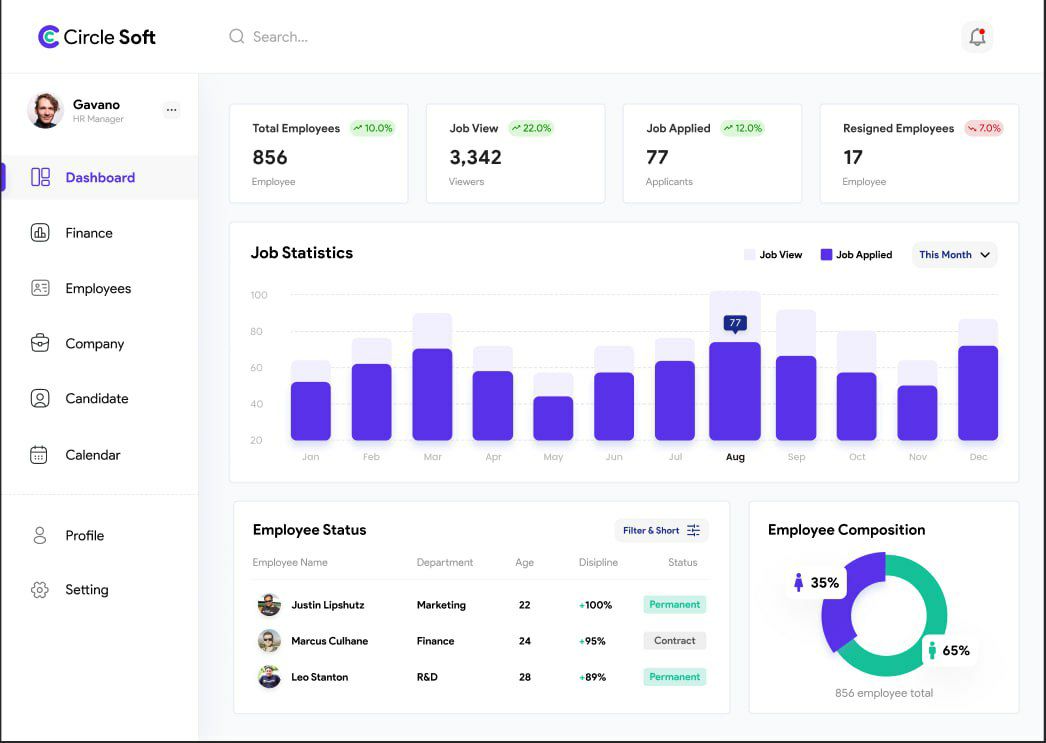 Circle Soft
Search...
Gavano
HR Manager
...
Dashboard
Finance
Employees
Company
Candidate
Calendar
Profile
Setting
Total Employees 10.0%
856
Employee
Job View 22.0%
3,342
Viewers
Job Applied 12.0%
77
Applicants
Resigned Employees 7.0%
17
Employee
Job Statistics
Job View Job Applied This Month
100
80
60
40
20
77
Jan Feb Mar Apr May Jun Jul Aug Sep Oct Nov Dec
Employee Status
Filter & Short
Employee Name Department Age Disipline Status
Justin Lipshutz Marketing 22 +100% Permanent
Marcus Culhane Finance 24 +95% Contract
Leo Stanton R&D 28 +89% Permanent
Employee Composition
35%
65%
856 employee total